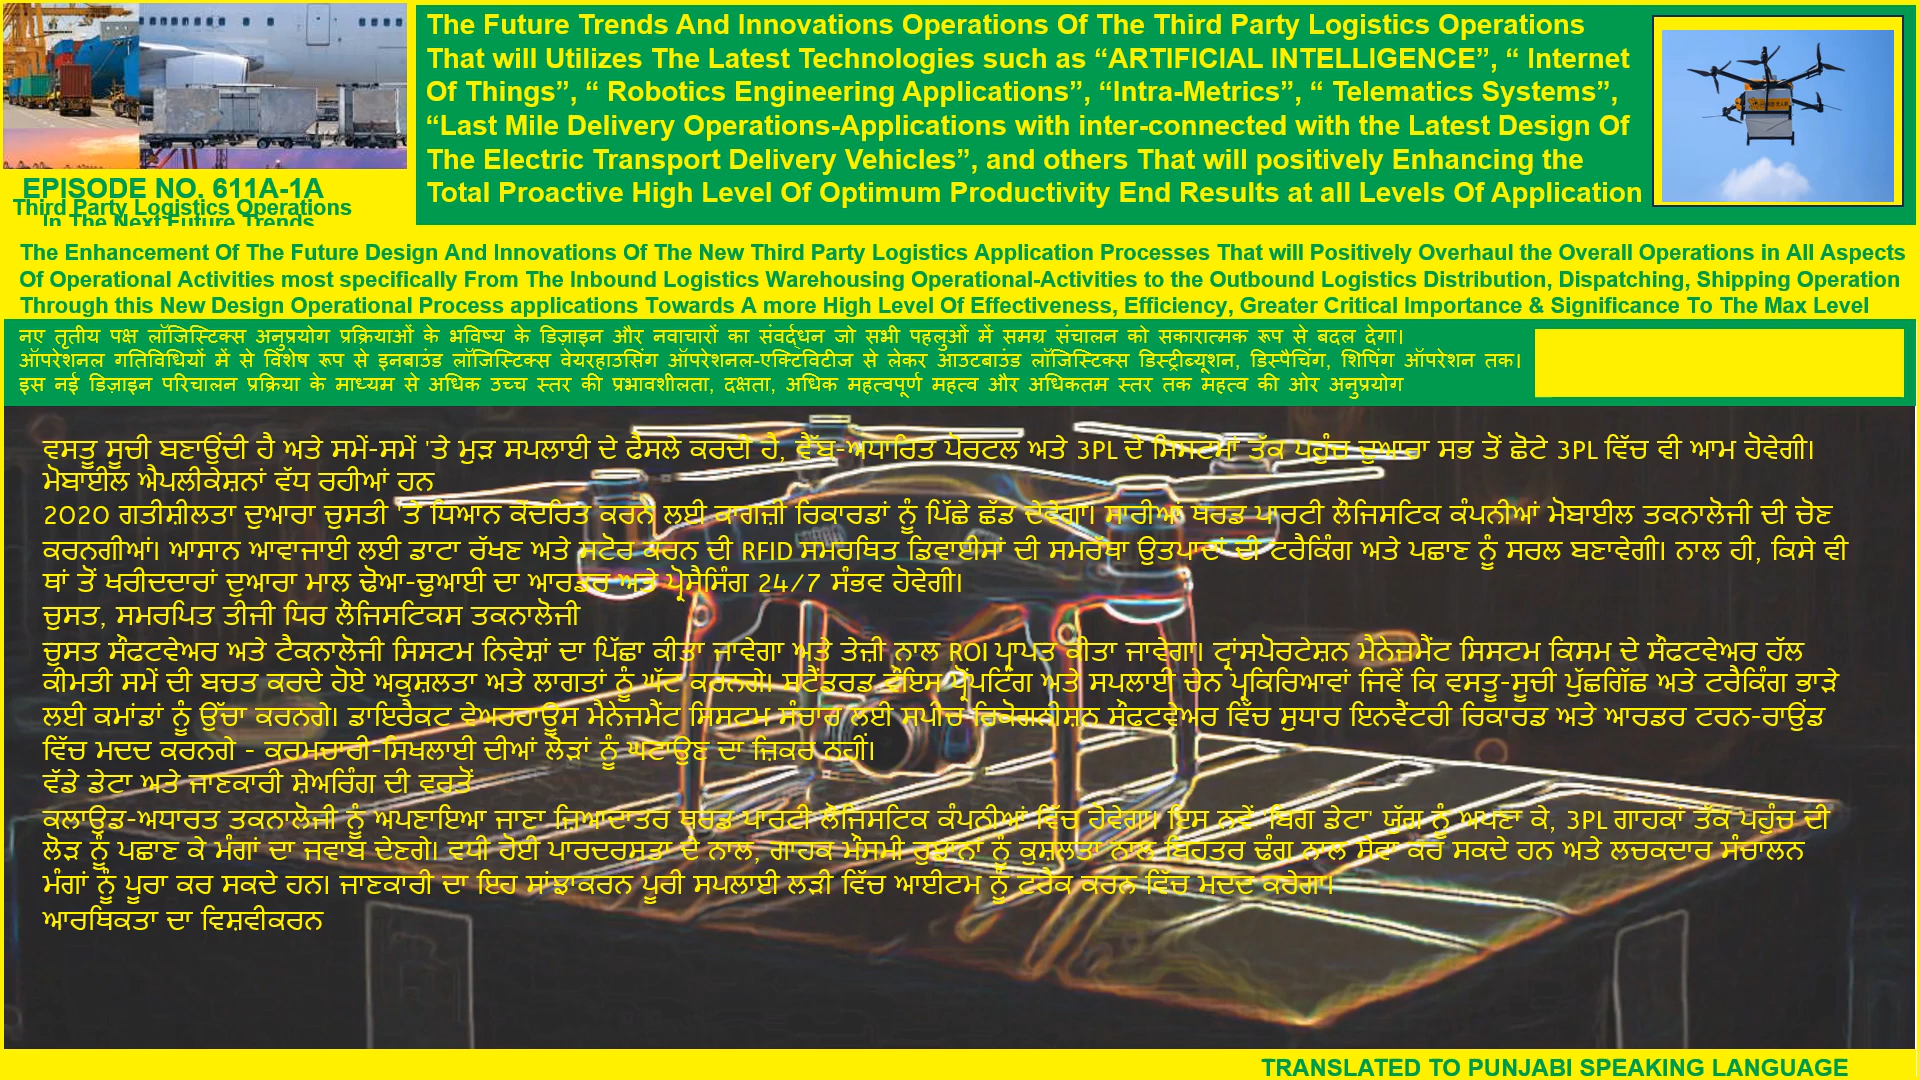 The Future Trends And Innovations Operations Of The Third Party Logistics Operations
That will Utilizes The Latest Technologies such as “ARTIFICIAL INTELLIGENCE”, “ Internet
Of Things”, “ Robotics Engineering Applications”, “Intra-Metrics”, “ Telematics Systems”,
“Last Mile Delivery Operations-Applications with inter-connected with the Latest Design Of
The Electric Transport Delivery Vehicles”, and others That will positively Enhancing the
Total Proactive High Level Of Optimum Productivity End Results at all Levels Of Application
EPISODE NO. 611A-1A
Third Party Logistics Operations
In The Next Future Trends
The Enhancement Of The Future Design And Innovations Of The New Third Party Logistics Application Processes That will Positively Overhaul the Overall Operations in All Aspects
Of Operational Activities most specifically From The Inbound Logistics Warehousing Operational-Activities to the Outbound Logistics Distribution, Dispatching, Shipping Operation
Through this New Design Operational Process applications Towards A more High Level Of Effectiveness, Efficiency, Greater Critical Importance & Significance To The Max Level
नए तृतीय पक्ष लॉजिस्टिक्स अनुप्रयोग प्रक्रियाओं के भविष्य के डिज़ाइन और नवाचारों का संवर्द्धन जो सभी पहलुओं में समग्र संचालन को सकारात्मक रूप से बदल देगा।
ऑपरेशनल गतिविधियों में से विशेष रूप से इनबाउंड लॉजिस्टिक्स वेयरहाउसिंग ऑपरेशनल-एक्टिविटीज से लेकर आउटबाउंड लॉजिस्टिक्स डिस्ट्रीब्यूशन, डिस्पैचिंग, शिपिंग ऑपरेशन तक।
इस नई डिज़ाइन परिचालन प्रक्रिया के माध्यम से अधिक उच्च स्तर की प्रभावशीलता, दक्षता, अधिक महत्वपूर्ण महत्व और अधिकतम स्तर तक महत्व की ओर अनुप्रयोग
ਵਸਤੂ ਸੂਚੀ ਬਣਾਉਂਦੀ ਹੈ ਅਤੇ ਸਮੇਂ-ਸਮੇਂ 'ਤੇ ਮੁੜ ਸਪਲਾਈ ਦੇ ਫੈਸਲੇ ਕਰਦੀ ਹੈ, ਵੈੱਬ-ਅਧਾਰਿਤ ਪੋਰਟਲ ਅਤੇ 3PL ਦੇ ਸਿਸਟਮਾਂ ਤੱਕ ਪਹੁੰਚ ਦੁਆਰਾ ਸਭ ਤੋਂ ਛੋਟੇ 3PL ਵਿੱਚ ਵੀ ਆਮ ਹੋਵੇਗੀ।
ਮੋਬਾਈਲ ਐਪਲੀਕੇਸ਼ਨਾਂ ਵੱਧ ਰਹੀਆਂ ਹਨ
2020 ਗਤੀਸ਼ੀਲਤਾ ਦੁਆਰਾ ਚੁਸਤੀ 'ਤੇ ਧਿਆਨ ਕੇਂਦਰਿਤ ਕਰਨ ਲਈ ਕਾਗਜ਼ੀ ਰਿਕਾਰਡਾਂ ਨੂੰ ਪਿੱਛੇ ਛੱਡ ਦੇਵੇਗੀ। ਸਾਰੀਆਂ ਥਰਡ ਪਾਰਟੀ ਲੌਜਿਸਟਿਕ ਕੰਪਨੀਆਂ ਮੋਬਾਈਲ ਤਕਨਾਲੋਜੀ ਦੀ ਚੋਣ
ਕਰਨਗੀਆਂ। ਆਸਾਨ ਆਵਾਜਾਈ ਲਈ ਡਾਟਾ ਰੱਖਣ ਅਤੇ ਸਟੋਰ ਕਰਨ ਦੀ RFID ਸਮਰਥਿਤ ਡਿਵਾਈਸਾਂ ਦੀ ਸਮਰੱਥਾ ਉਤਪਾਦਾਂ ਦੀ ਟਰੈਕਿੰਗ ਅਤੇ ਪਛਾਣ ਨੂੰ ਸਰਲ ਬਣਾਵੇਗੀ। ਨਾਲ ਹੀ, ਕਿਸੇ ਵੀ
ਥਾਂ ਤੋਂ ਖਰੀਦਦਾਰਾਂ ਦੁਆਰਾ ਮਾਲ ਢੋਆ-ਢੁਆਈ ਦਾ ਆਰਡਰ ਅਤੇ ਪ੍ਰੋਸੈਸਿੰਗ 24/7 ਸੰਭਵ ਹੋਵੇਗੀ।
ਚੁਸਤ, ਸਮਰਪਿਤ ਤੀਜੀ ਧਿਰ ਲੌਜਿਸਟਿਕਸ ਤਕਨਾਲੋਜੀ
ਚੁਸਤ ਸੌਫਟਵੇਅਰ ਅਤੇ ਟੈਕਨਾਲੋਜੀ ਸਿਸਟਮ ਨਿਵੇਸ਼ਾਂ ਦਾ ਪਿੱਛਾ ਕੀਤਾ ਜਾਵੇਗਾ ਅਤੇ ਤੇਜ਼ੀ ਨਾਲ ROI ਪ੍ਰਾਪਤ ਕੀਤਾ ਜਾਵੇਗਾ। ਟ੍ਰਾਂਸਪੋਰਟੇਸ਼ਨ ਮੈਨੇਜਮੈਂਟ ਸਿਸਟਮ ਕਿਸਮ ਦੇ ਸੌਫਟਵੇਅਰ ਹੱਲ
ਕੀਮਤੀ ਸਮੇਂ ਦੀ ਬਚਤ ਕਰਦੇ ਹੋਏ ਅਕੁਸ਼ਲਤਾ ਅਤੇ ਲਾਗਤਾਂ ਨੂੰ ਘੱਟ ਕਰਨਗੇ। ਸਟੈਂਡਰਡ ਵੌਇਸ ਪ੍ਰੋਂਪਟਿੰਗ ਅਤੇ ਸਪਲਾਈ ਚੇਨ ਪ੍ਰਕਿਰਿਆਵਾਂ ਜਿਵੇਂ ਕਿ ਵਸਤੂ-ਸੂਚੀ ਪੁੱਛਗਿੱਛ ਅਤੇ ਟਰੈਕਿੰਗ ਭਾੜੇ
ਲਈ ਕਮਾਂਡਾਂ ਨੂੰ ਉੱਚਾ ਕਰਨਗੇ। ਡਾਇਰੈਕਟ ਵੇਅਰਹਾਊਸ ਮੈਨੇਜਮੈਂਟ ਸਿਸਟਮ ਸੰਚਾਰ ਲਈ ਸਪੀਚ ਰਿਕੋਗਨੀਸ਼ਨ ਸੌਫਟਵੇਅਰ ਵਿੱਚ ਸੁਧਾਰ ਇਨਵੈਂਟਰੀ ਰਿਕਾਰਡ ਅਤੇ ਆਰਡਰ ਟਰਨ-ਰਾਉਂਡ
ਵਿੱਚ ਮਦਦ ਕਰਨਗੇ - ਕਰਮਚਾਰੀ-ਸਿਖਲਾਈ ਦੀਆਂ ਲੋੜਾਂ ਨੂੰ ਘਟਾਉਣ ਦਾ ਜ਼ਿਕਰ ਨਹੀਂ।
ਵੱਡੇ ਡੇਟਾ ਅਤੇ ਜਾਣਕਾਰੀ ਸ਼ੇਅਰਿੰਗ ਦੀ ਵਰਤੋਂ
ਕਲਾਉਡ-ਅਧਾਰਤ ਤਕਨਾਲੋਜੀ ਨੂੰ ਅਪਣਾਇਆ ਜਾਣਾ ਜ਼ਿਆਦਾਤਰ ਥਰਡ ਪਾਰਟੀ ਲੌਜਿਸਟਿਕ ਕੰਪਨੀਆਂ ਵਿੱਚ ਹੋਵੇਗਾ। ਇਸ ਨਵੇਂ 'ਬਿਗ ਡੇਟਾ' ਯੁੱਗ ਨੂੰ ਅਪਣਾ ਕੇ, 3PL ਗਾਹਕਾਂ ਤੱਕ ਪਹੁੰਚ ਦੀ
ਲੋੜ ਨੂੰ ਪਛਾਣ ਕੇ ਮੰਗਾਂ ਦਾ ਜਵਾਬ ਦੇਣਗੇ। ਵਧੀ ਹੋਈ ਪਾਰਦਰਸ਼ਤਾ ਦੇ ਨਾਲ, ਗਾਹਕ ਮੌਸਮੀ ਰੁਝਾਨਾਂ ਨੂੰ ਕੁਸ਼ਲਤਾ ਨਾਲ ਬਿਹਤਰ ਢੰਗ ਨਾਲ ਸੇਵਾ ਕਰ ਸਕਦੇ ਹਨ ਅਤੇ ਲਚਕਦਾਰ ਸੰਚਾਲਨ
ਮੰਗਾਂ ਨੂੰ ਪੂਰਾ ਕਰ ਸਕਦੇ ਹਨ। ਜਾਣਕਾਰੀ ਦਾ ਇਹ ਸਾਂਝਾਕਰਨ ਪੂਰੀ ਸਪਲਾਈ ਲੜੀ ਵਿੱਚ ਆਈਟਮ ਨੂੰ ਟਰੈਕ ਕਰਨ ਵਿੱਚ ਮਦਦ ਕਰੇਗਾ।
ਆਰਥਿਕਤਾ ਦਾ ਵਿਸ਼ਵੀਕਰਨ
TRANSLATED TO PUNJABI SPEAKING LANGUAGE